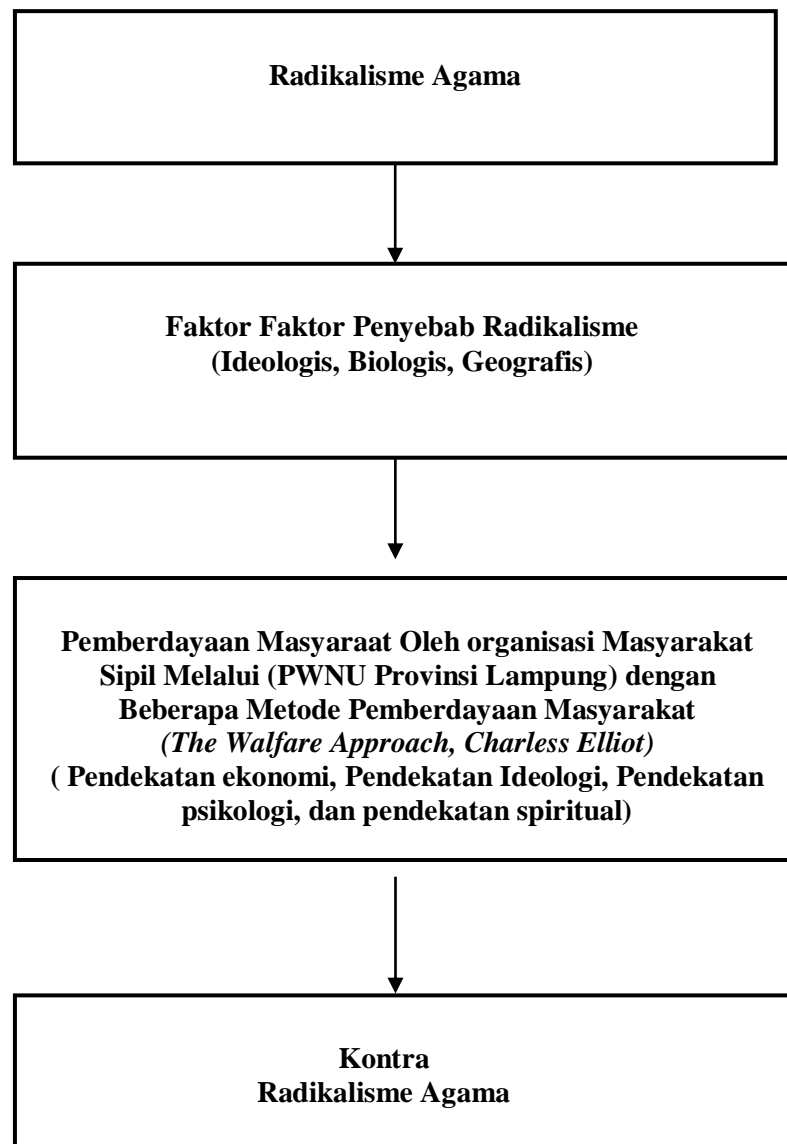 Radikalisme Agama
Faktor Faktor Penyebab Radikalisme
(Ideologis, Biologis, Geografis)
Pemberdayaan Masyaraat Oleh organisasi Masyarakat
Sipil Melalui (PWNU Provinsi Lampung) dengan
Beberapa Metode Pemberdayaan Masyarakat
(The Walfare Approach, Charless Elliot)
( Pendekatan ekonomi, Pendekatan Ideologi, Pendekatan
psikologi, dan pendekatan spiritual)
Kontra
Radikalisme Agama